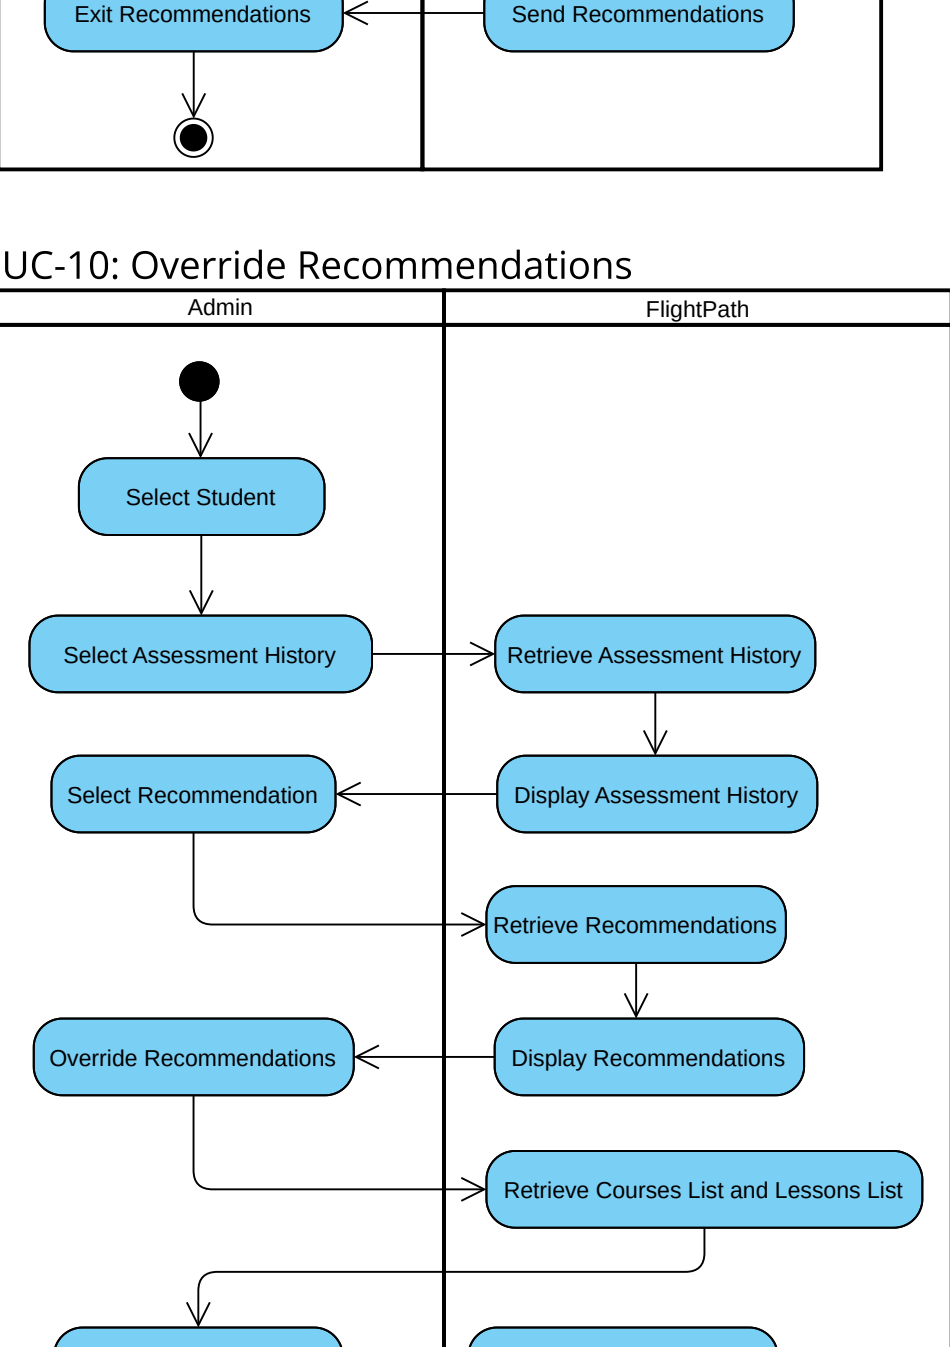 Exit Recommendations
Send Recommendations
UC-10: Override Recommendations
Admin
FlightPath
Select Student
Select Assessment History
Retrieve Assessment History
Select Recommendation
Display Assessment History
Retrieve Recommendations
Override Recommendations
Display Recommendations
Retrieve Courses List and Lessons List